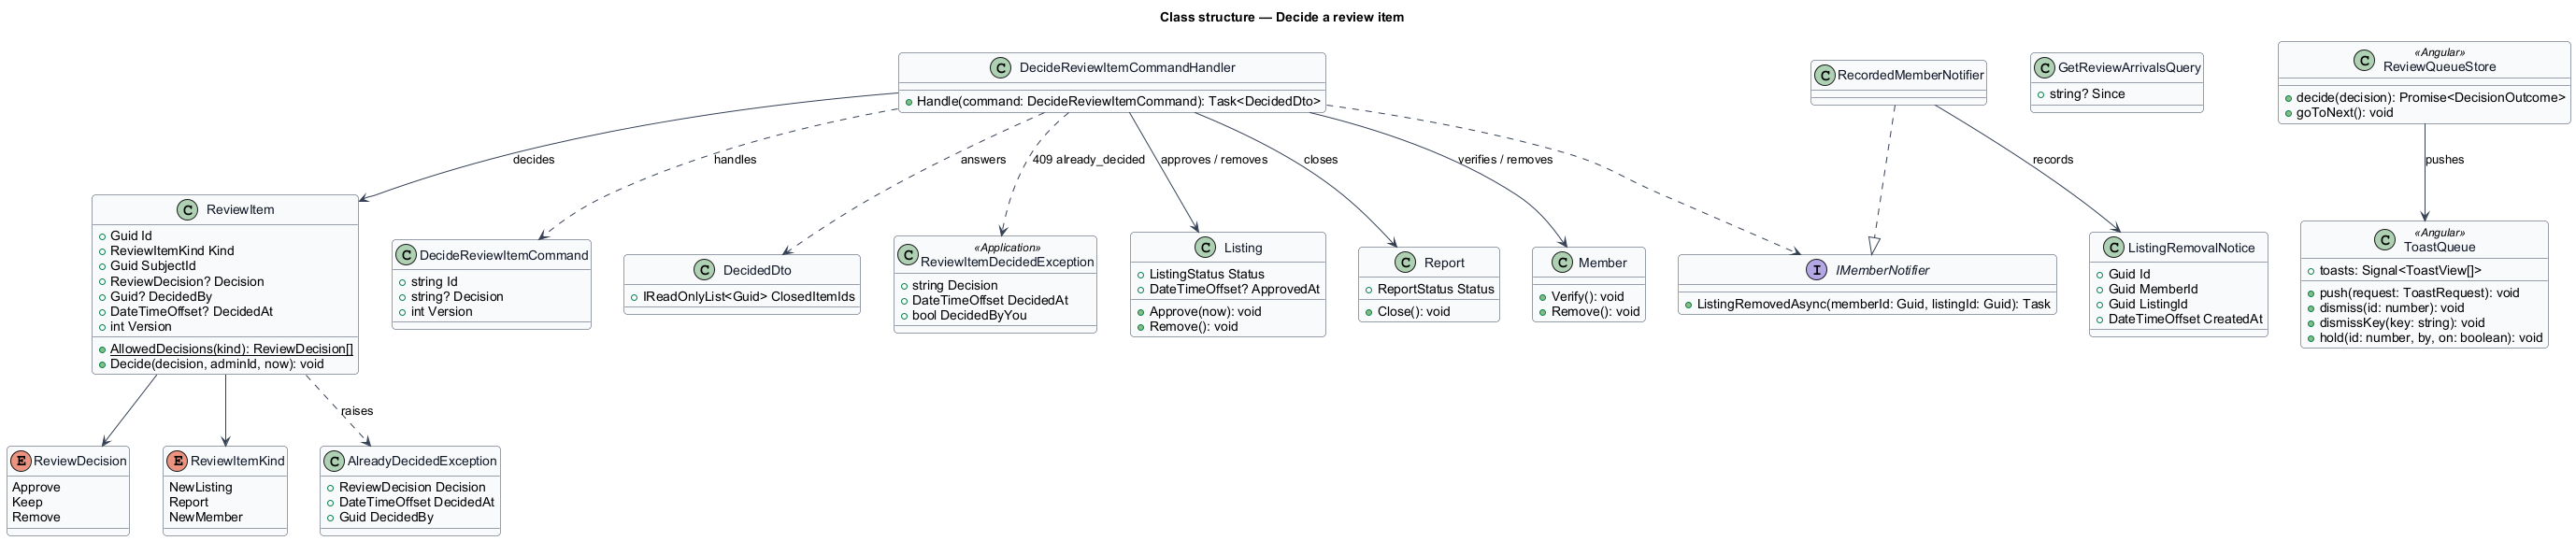 Class structure — Decide a review item
C DecideReviewItemCommandHandler
Handle(command: DecideReviewItemCommand): Task<DecidedDto>
C RecordedMemberNotifier
C GetReviewArrivalsQuery
string? Since
«Angular»
C ReviewQueueStore
decide(decision): Promise<DecisionOutcome>
goToNext(): void
decides
handles
answers
409 already_decided
approves / removes
closes
verifies / removes
records
pushes
C ReviewItem
Guid Id
ReviewItemKind Kind
Guid SubjectId
ReviewDecision? Decision
Guid? DecidedBy
DateTimeOffset? DecidedAt
int Version
AllowedDecisions(kind): ReviewDecision[]
Decide(decision, adminId, now): void
C DecideReviewItemCommand
string Id
string? Decision
int Version
C DecidedDto
IReadOnlyList<Guid> ClosedItemIds
«Application»
C ReviewItemDecidedException
string Decision
DateTimeOffset DecidedAt
bool DecidedByYou
C Listing
ListingStatus Status
DateTimeOffset? ApprovedAt
Approve(now): void
Remove(): void
C Report
ReportStatus Status
Close(): void
C Member
Verify(): void
Remove(): void
I IMemberNotifier
ListingRemovedAsync(memberId: Guid, listingId: Guid): Task
C ListingRemovalNotice
Guid Id
Guid MemberId
Guid ListingId
DateTimeOffset CreatedAt
«Angular»
C ToastQueue
toasts: Signal<ToastView[]>
push(request: ToastRequest): void
dismiss(id: number): void
dismissKey(key: string): void
hold(id: number, by, on: boolean): void
raises
E ReviewDecision
Approve
Keep
Remove
E ReviewItemKind
NewListing
Report
NewMember
C AlreadyDecidedException
ReviewDecision Decision
DateTimeOffset DecidedAt
Guid DecidedBy